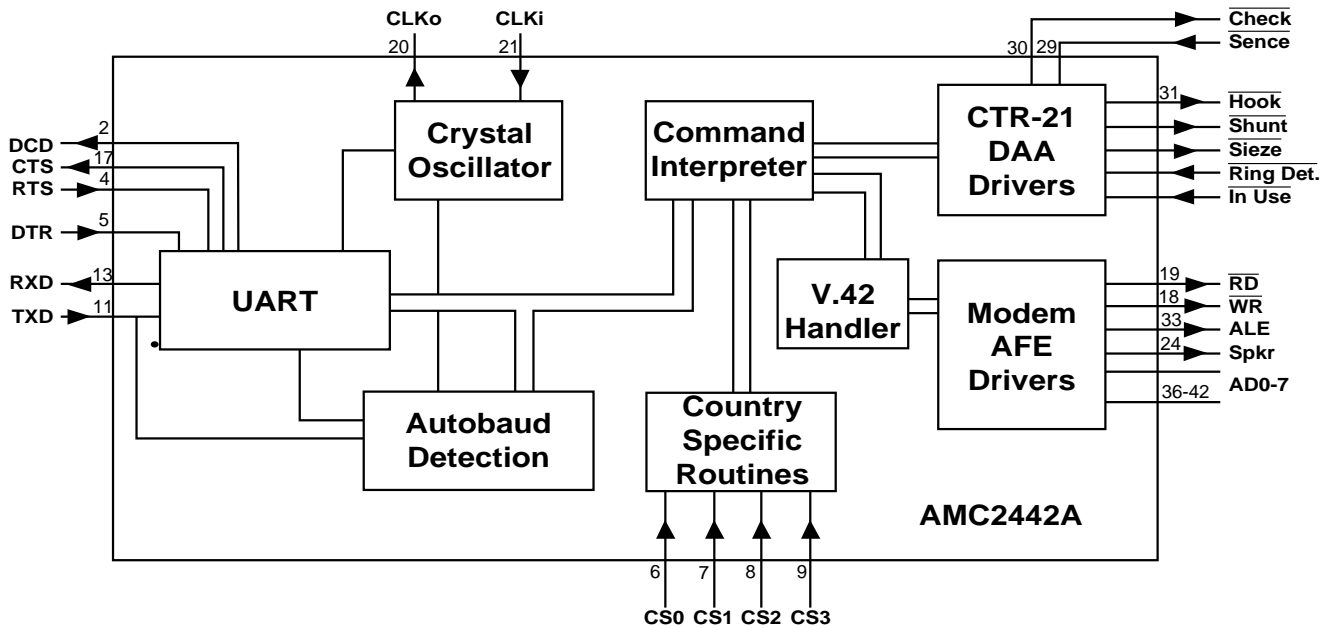 CLKo CLKi
20 21
Check
30 29
Sence
DCD 2
CTS 17
RTS 4
DTR 5
RXD 13
TXD 11
Crystal
Oscillator
Command
Interpreter
CTR-21
DAA
Drivers
31 Hook
Shunt
Sieze
Ring Det.
In Use
UART
V.42
Handler
Modem
AFE
Drivers
19 RD
18 WR
33 ALE
24 Spkr
36-42 AD0-7
Autobaud
Detection
Country
Specific
Routines
AMC2442A
6 7 8 9
CS0 CS1 CS2 CS3